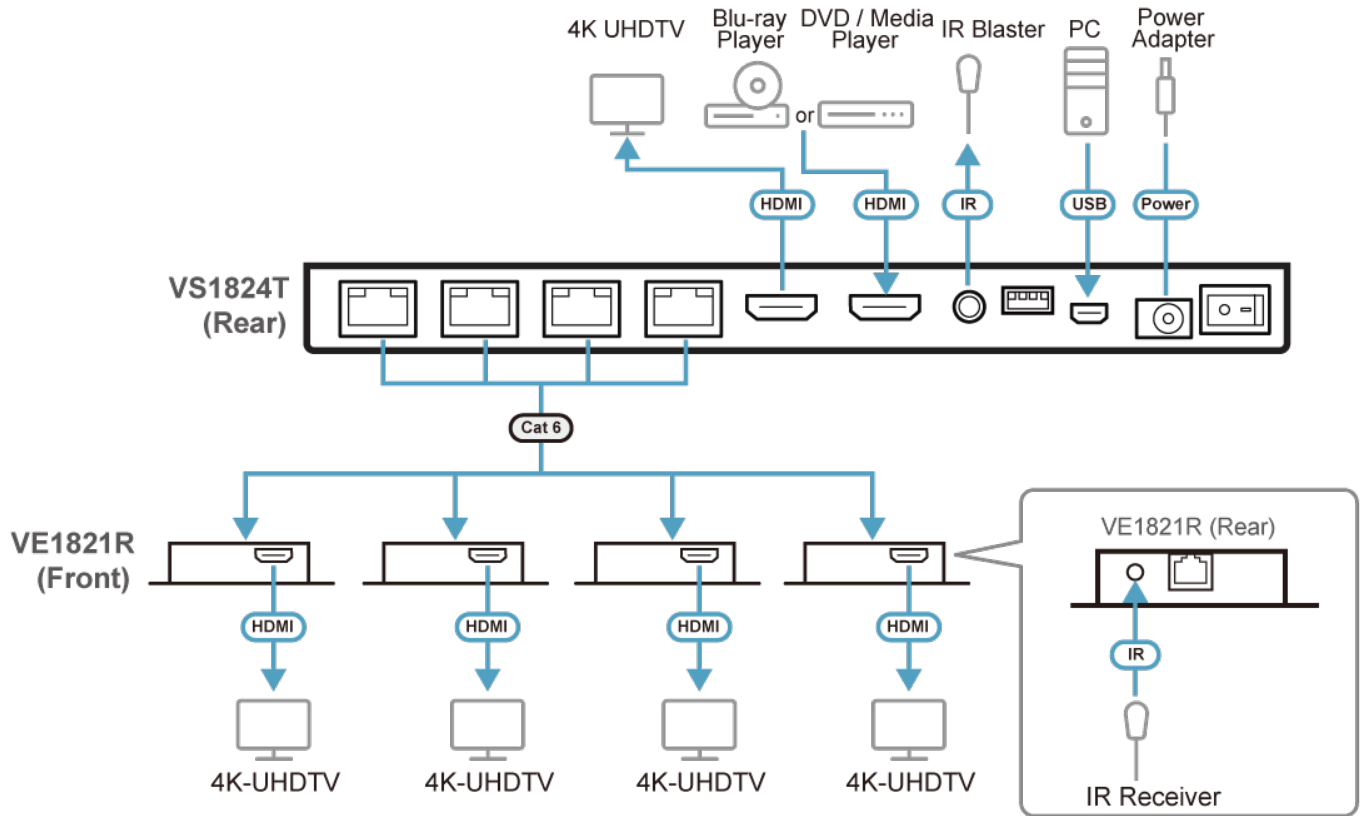 4K UHDTV
Blu-ray
Player
or
DVD / Media
Player
IR Blaster
PC
Power
Adapter
HDMI
HDMI
IR
USB
Power
VS1824T
(Rear)
Cat 6
VE1821R
(Front)
HDMI
HDMI
HDMI
HDMI
4K-UHDTV
4K-UHDTV
4K-UHDTV
4K-UHDTV
VE1821R (Rear)
IR
IR Receiver